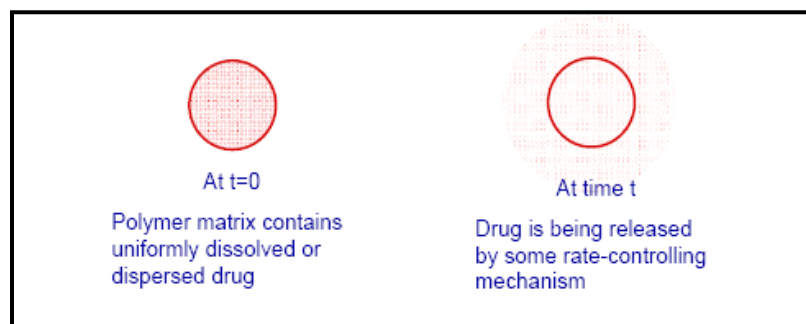 At t=0
Polymer matrix contains
uniformly dissolved or
dispersed drug
At time t
Drug is being released
by some rate-controlling
mechanism